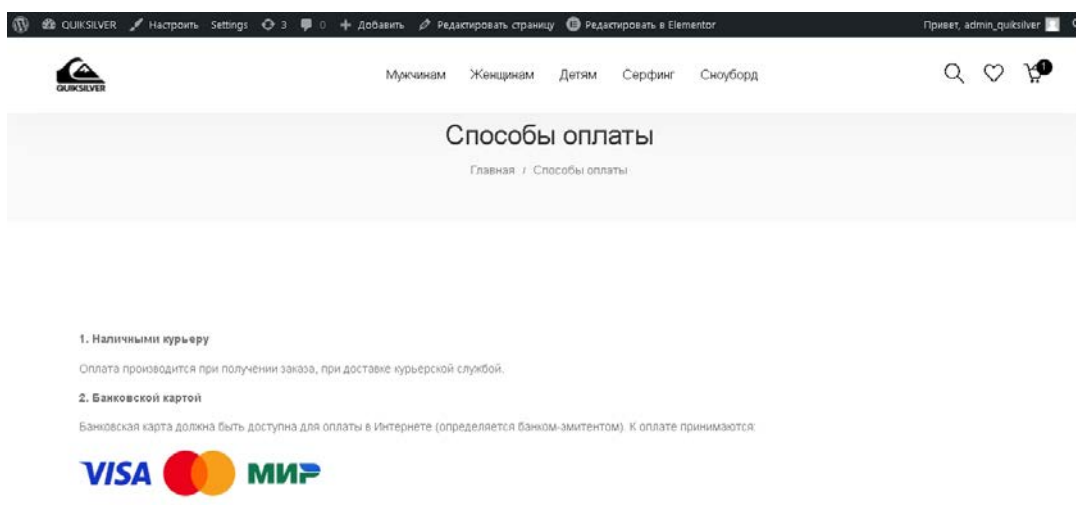 QUIKSILVER Настроить Settings 3 0 Добавить Редактировать страницу Редактировать в Elementor Привет, admin_quiksilver
QUIKSILVER
Мужчинам Женщинам Детям Серфинг Сноуборд
1
Способы оплаты
Главная / Способы оплаты
1. Наличными курьеру
Оплата производится при получении заказа, при доставке курьерской службой.
2. Банковской картой
Банковская карта должна быть доступна для оплаты в Интернете (определяется банком-эмитентом). К оплате принимаются:
VISA МИР